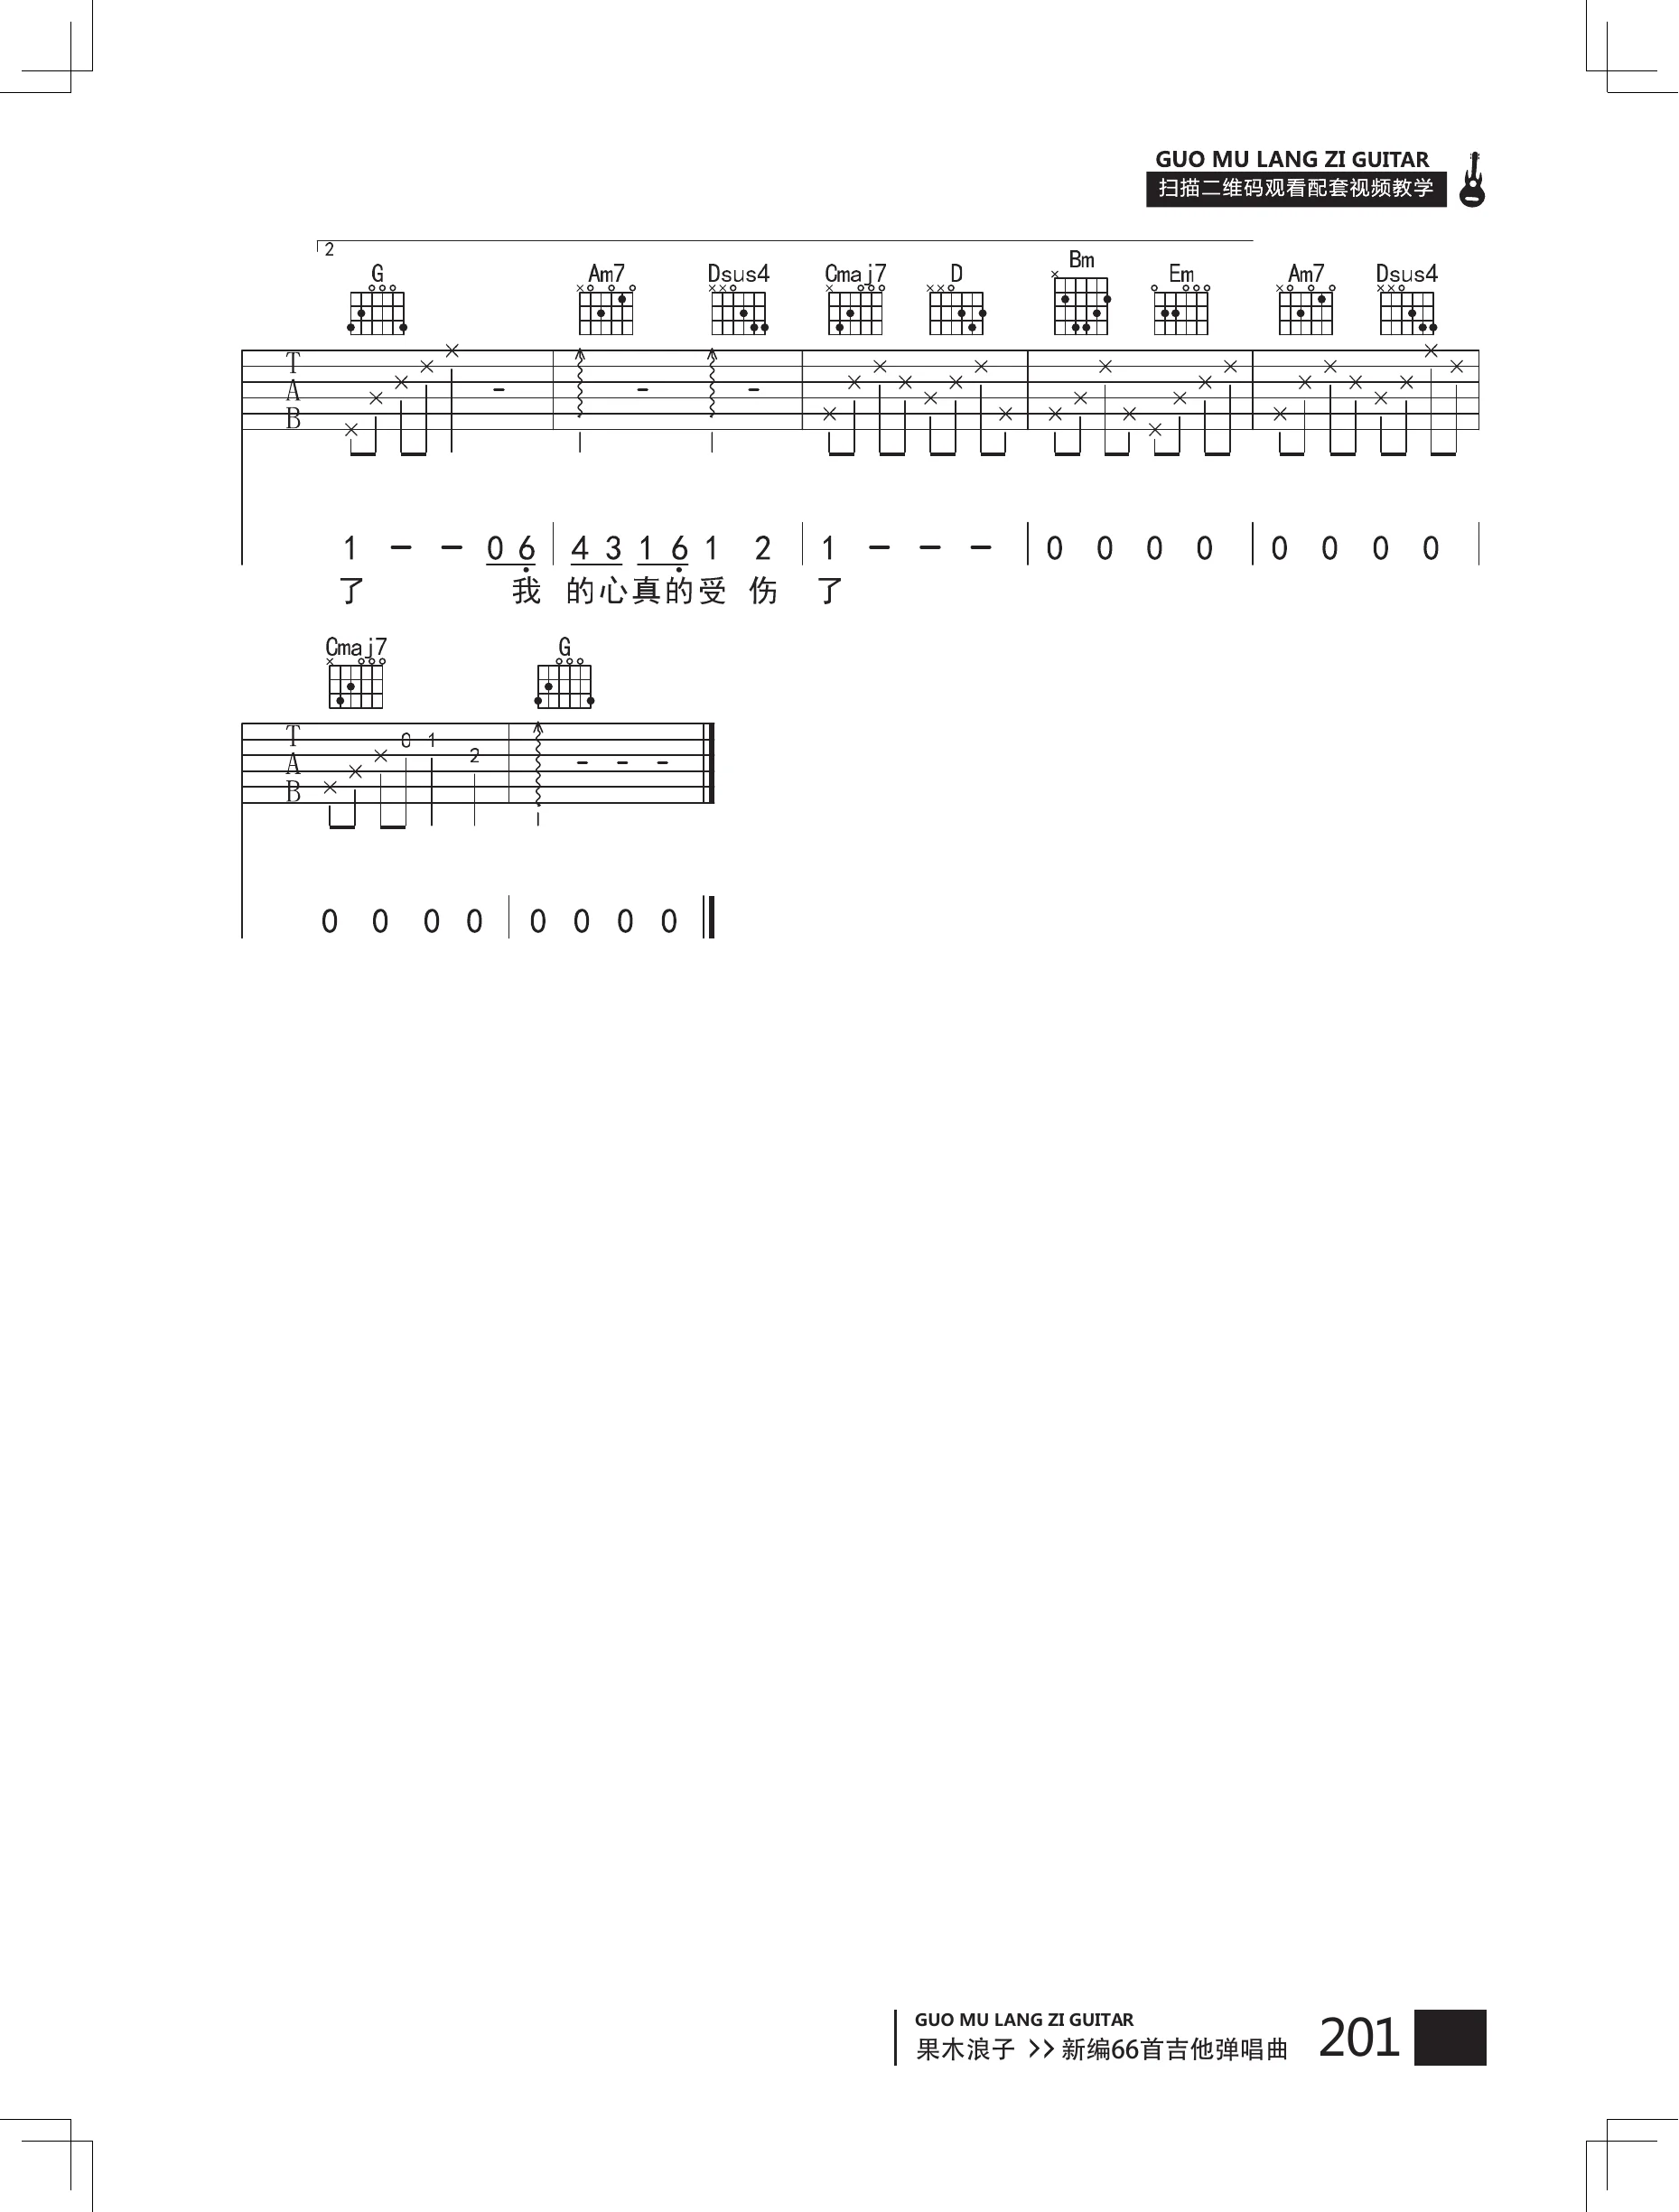 GUO MU LANG ZI GUITAR
扫描二维码观看配套视频教学
2
G Am7 Dsus4 Cmaj7 D Bm Em Am7 Dsus4
T
A
B
1 - - 0 6 4 3 1 6 1 2 1 - - - 0 0 0 0 0 0 0 0
了 我 的心真的受 伤 了
Cmaj7 G
T 0 1
A 2
B
0 0 0 0 0 0 0 0
GUO MU LANG ZI GUITAR
果木浪子 >> 新编66首吉他弹唱曲 201